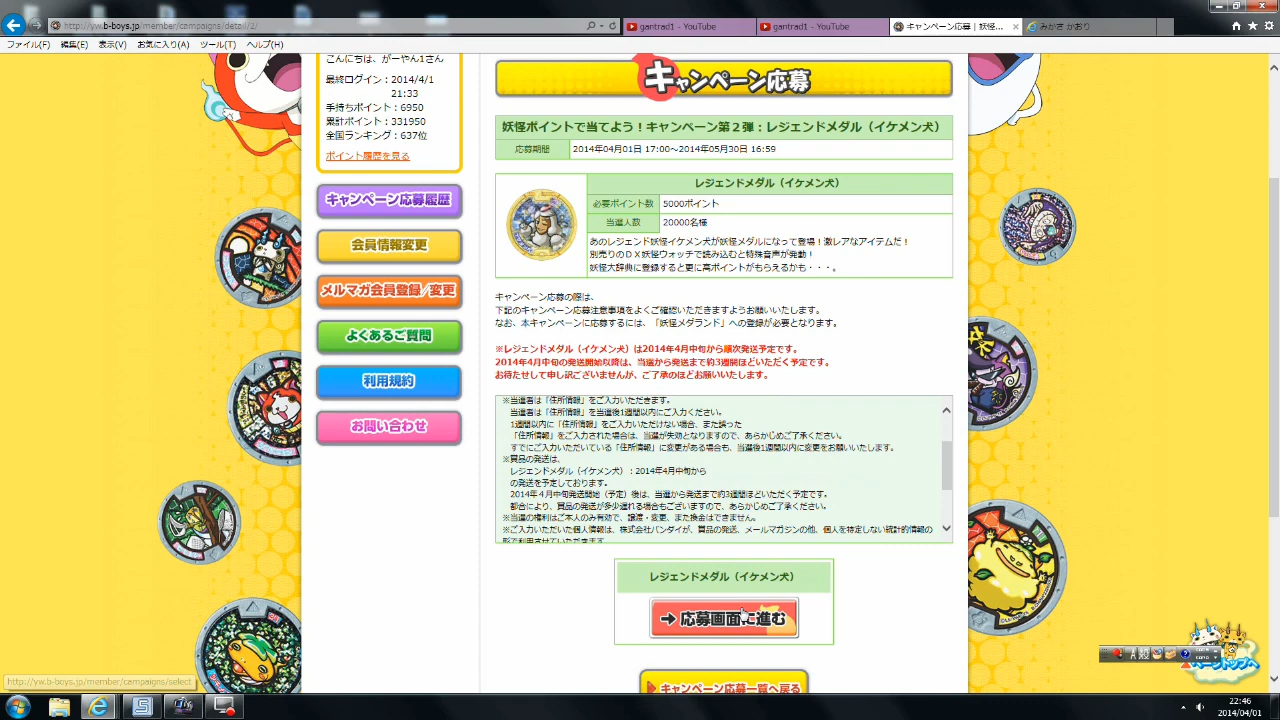 http://yw.b-boys.jp/member/campaigns/detail/2/
gantrad1 - YouTube
gantrad1 - YouTube
キャンペーン応募｜妖怪...
みかさ かおり
ファイル(F) 編集(E) 表示(V) お気に入り(A) ツール(T) ヘルプ(H)
こんにちは、がーやん1さん
最終ログイン：2014/4/1
21:33
手持ちポイント：6950
累計ポイント：331950
全国ランキング：637位
ポイント履歴を見る
キャンペーン応募履歴
会員情報変更
メルマガ会員登録/変更
よくあるご質問
利用規約
お問い合わせ
キャンペーン応募
妖怪ポイントで当てよう！キャンペーン第２弾：レジェンドメダル（イケメン犬）
応募期間 2014年04月01日 17:00～2014年05月30日 16:59
レジェンドメダル（イケメン犬）
必要ポイント数 5000ポイント
当選人数 20000名様
あのレジェンド妖怪イケメン犬が妖怪メダルになって登場！激レアなアイテムだ！
別売りのＤＸ妖怪ウォッチで読み込むと特殊音声が発動！
妖怪大辞典に登録すると更に高ポイントがもらえるかも・・・。
キャンペーン応募の際は、
下記のキャンペーン応募注意事項をよくご確認いただきますようお願いいたします。
なお、本キャンペーンに応募するには、「妖怪メダランド」への登録が必要となります。
※レジェンドメダル（イケメン犬）は2014年4月中旬から順次発送予定です。
2014年4月中旬の発送開始以降は、当選から発送まで約3週間ほどいただく予定です。
お待たせして申し訳ございませんが、ご了承のほどお願いいたします。
※当選者は「住所情報」をご入力いただきます。
当選者は「住所情報」を当選後1週間以内にご入力ください。
1週間以内に「住所情報」をご入力いただけない場合、また誤った
「住所情報」をご入力された場合は、当選が失効となりますので、あらかじめご了承ください。
すでにご入力いただいている「住所情報」に変更がある場合も、当選後1週間以内に変更をお願いいたします。
※賞品の発送は、
レジェンドメダル（イケメン犬）：2014年4月中旬から
の発送を予定しております。
2014年４月中旬発送開始（予定）後は、当選から発送まで約3週間ほどいただく予定です。
都合により、賞品の発送が多少遅れる場合もございますので、あらかじめご了承ください。
※当選の権利はご本人のみ有効で、譲渡・変更、また換金はできません。
※ご入力いただいた個人情報は、株式会社バンダイが、賞品の発送、メールマガジンの他、個人を特定しない統計的情報の
形で利用させていただきます。
レジェンドメダル（イケメン犬）
応募画面に進む
キャンペーン応募一覧へ戻る
ページトップへ
http://yw.b-boys.jp/member/campaigns/select
22:46
2014/04/01